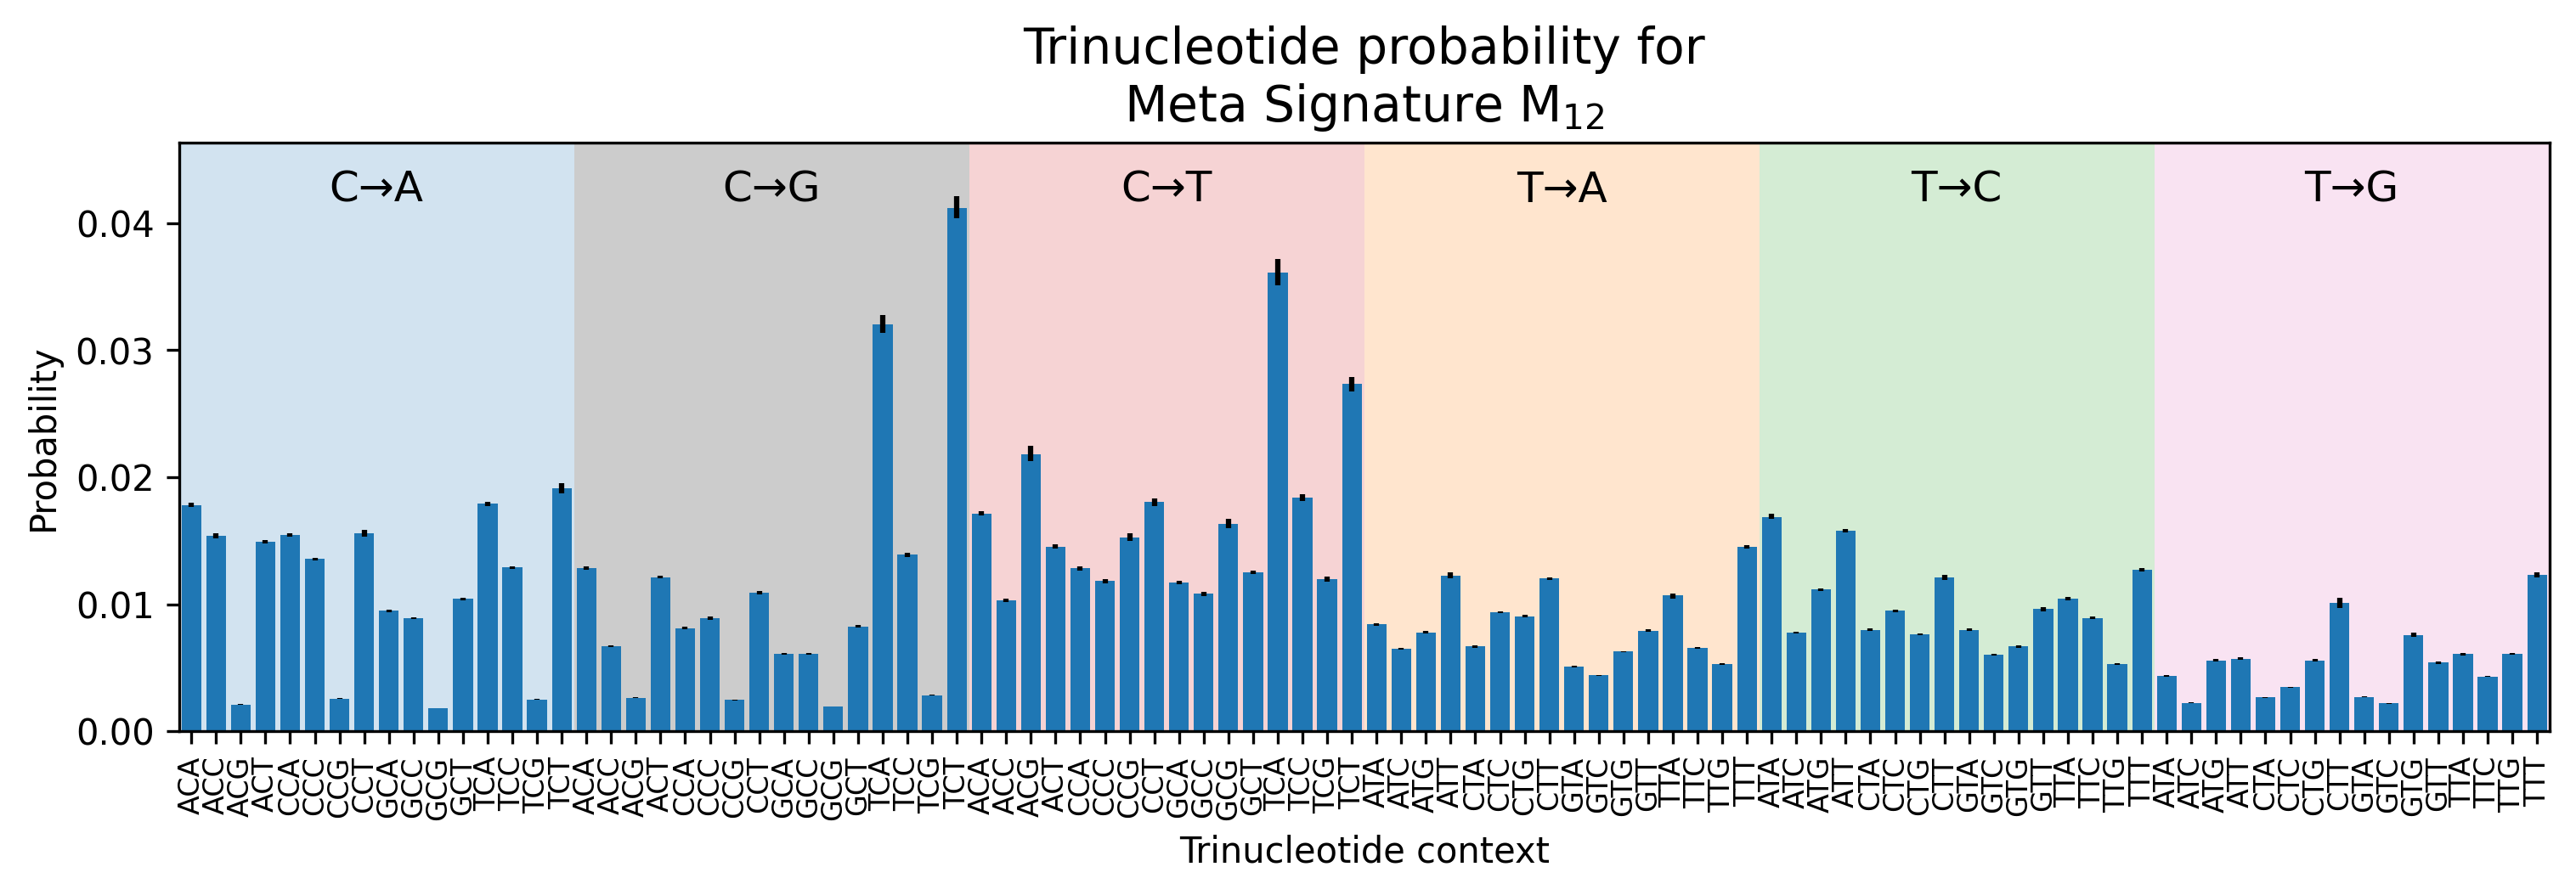 Trinucleotide probability for
Meta Signature M₁₂
C→A C→G C→T T→A T→C T→G
0.04
0.03
0.02
0.01
0.00
Probability
ACA ACC ACG ACT CCA CCC CCG CCT GCA GCC GCG GCT TCA TCC TCG TCT ACA ACC ACG ACT CCA CCC CCG CCT GCA GCC GCG GCT TCA TCC TCG TCT ACA ACC ACG ACT CCA CCC CCG CCT GCA GCC GCG GCT TCA TCC TCG TCT ATA ATC ATG ATT CTA CTC CTG CTT GTA GTC GTG GTT TTA TTC TTG TTT ATA ATC ATG ATT CTA CTC CTG CTT GTA GTC GTG GTT TTA TTC TTG TTT ATA ATC ATG ATT CTA CTC CTG CTT GTA GTC GTG GTT TTA TTC TTG TTT
Trinucleotide context